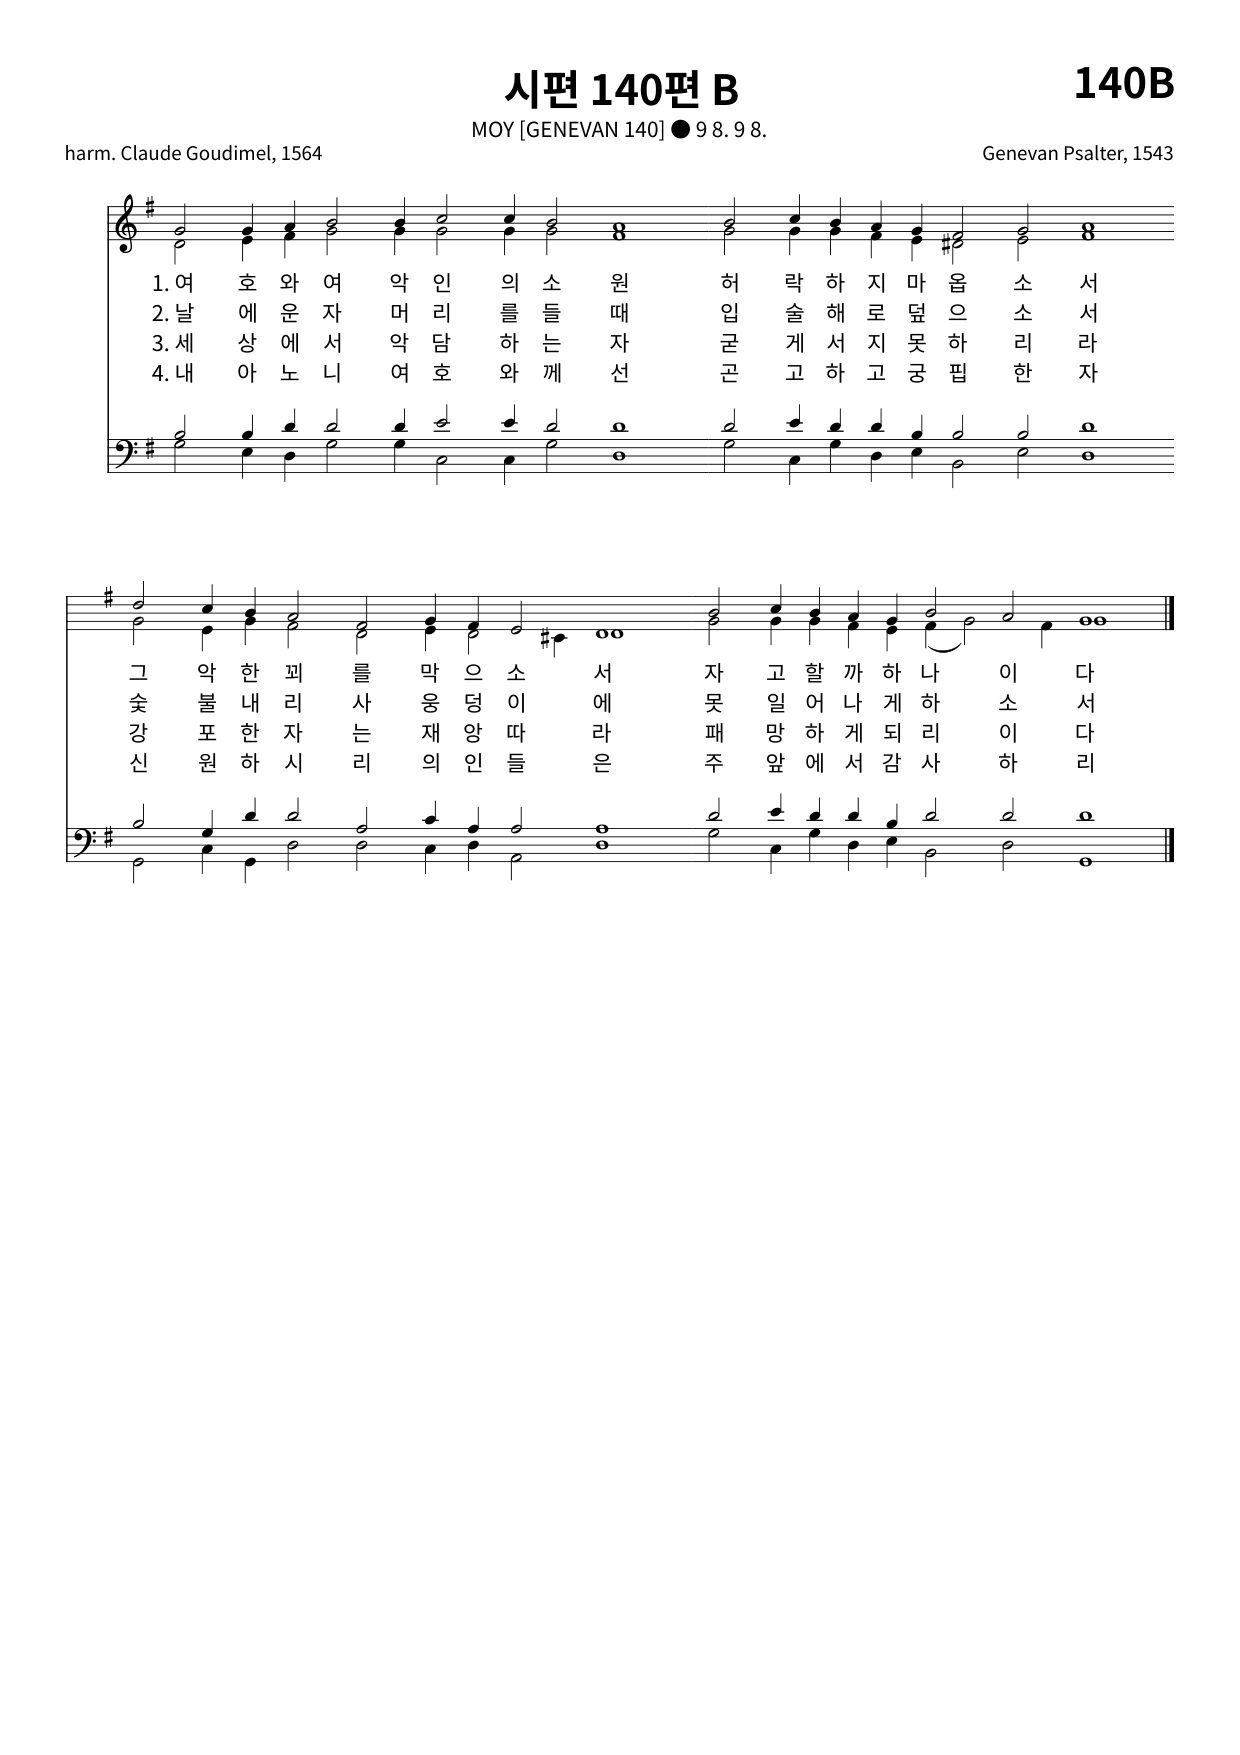 시편 140편 B
140B
MOY [GENEVAN 140] ● 9 8. 9 8.
harm. Claude Goudimel, 1564
Genevan Psalter, 1543
1. 여 호 와 여 악 인 의 소 원 허 락 하 지 마 옵 소 서
2. 날 에 운 자 머 리 를 들 때 입 술 해 로 덮 으 소 서
3. 세 상 에 서 악 담 하 는 자 굳 게 서 지 못 하 리 라
4. 내 아 노 니 여 호 와 께 선 곤 고 하 고 궁 핍 한 자
그 악 한 꾀 를 막 으 소 서 자 고 할 까 하 나 이 다
숯 불 내 리 사 웅 덩 이 에 못 일 어 나 게 하 소 서
강 포 한 자 는 재 앙 따 라 패 망 하 게 되 리 이 다
신 원 하 시 리 의 인 들 은 주 앞 에 서 감 사 하 리